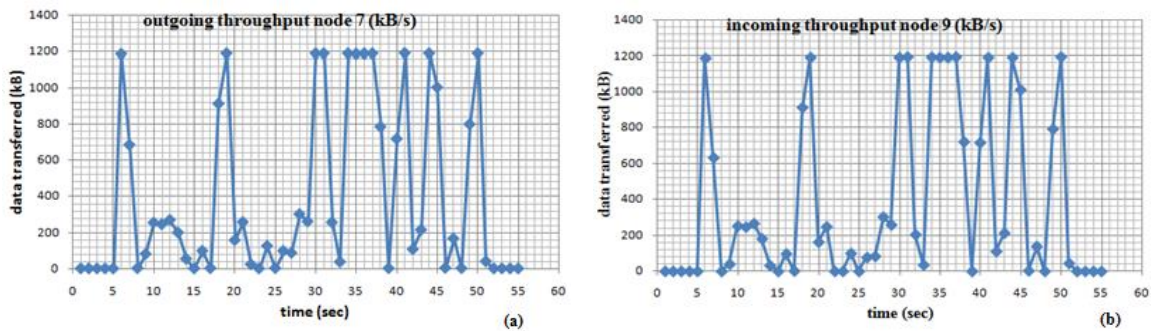 outgoing throughput node 7 (kB/s)
data transferred (kB)
1400
1200
1000
800
600
400
200
0
0 5 10 15 20 25 30 35 40 45 50 55 60
time (sec)
(a)
incoming throughput node 9 (kB/s)
data transferred (kB)
1400
1200
1000
800
600
400
200
0
0 5 10 15 20 25 30 35 40 45 50 55 60
time (sec)
(b)